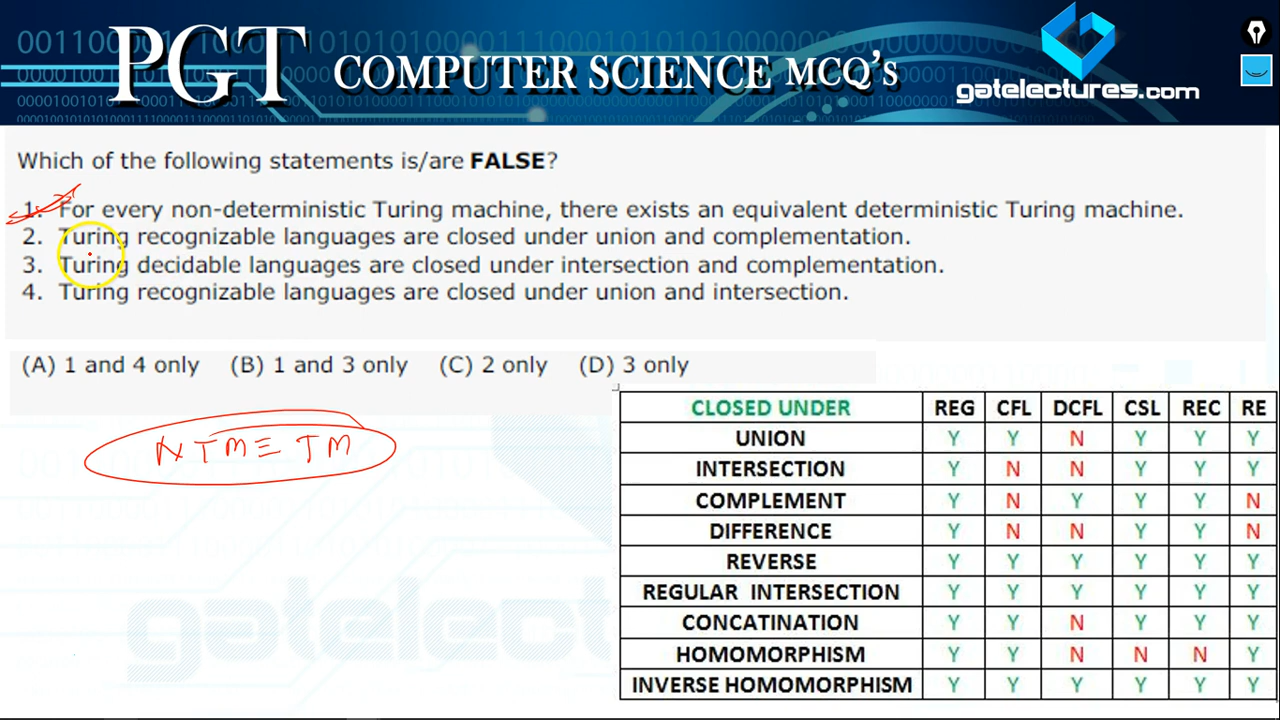 PGT COMPUTER SCIENCE MCQ's
gatelectures.com
Which of the following statements is/are FALSE?
1. For every non-deterministic Turing machine, there exists an equivalent deterministic Turing machine.
2. Turing recognizable languages are closed under union and complementation.
3. Turing decidable languages are closed under intersection and complementation.
4. Turing recognizable languages are closed under union and intersection.
(A) 1 and 4 only (B) 1 and 3 only (C) 2 only (D) 3 only
NTM ≡ TM
CLOSED UNDER REG CFL DCFL CSL REC RE
UNION Y Y N Y Y Y
INTERSECTION Y N N Y Y Y
COMPLEMENT Y N Y Y Y N
DIFFERENCE Y N N Y Y N
REVERSE Y Y Y Y Y Y
REGULAR INTERSECTION Y Y Y Y Y Y
CONCATINATION Y Y N Y Y Y
HOMOMORPHISM Y Y N N N Y
INVERSE HOMOMORPHISM Y Y Y Y Y Y
gatelectu